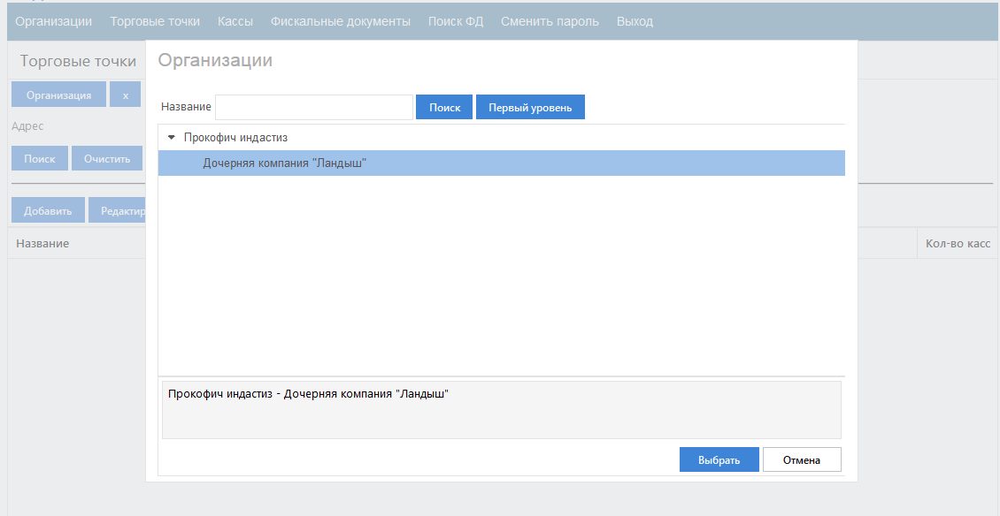 Организации Торговые точки Кассы Фискальные документы Поиск ФД Сменить пароль Выход
Торговые точки
Организация x
Адрес
Поиск Очистить
Добавить Редактир
Название Кол-во касс
Организации
Название Поиск Первый уровень
Прокофич индастиз
Дочерняя компания "Ландыш"
Прокофич индастиз - Дочерняя компания "Ландыш"
Выбрать Отмена